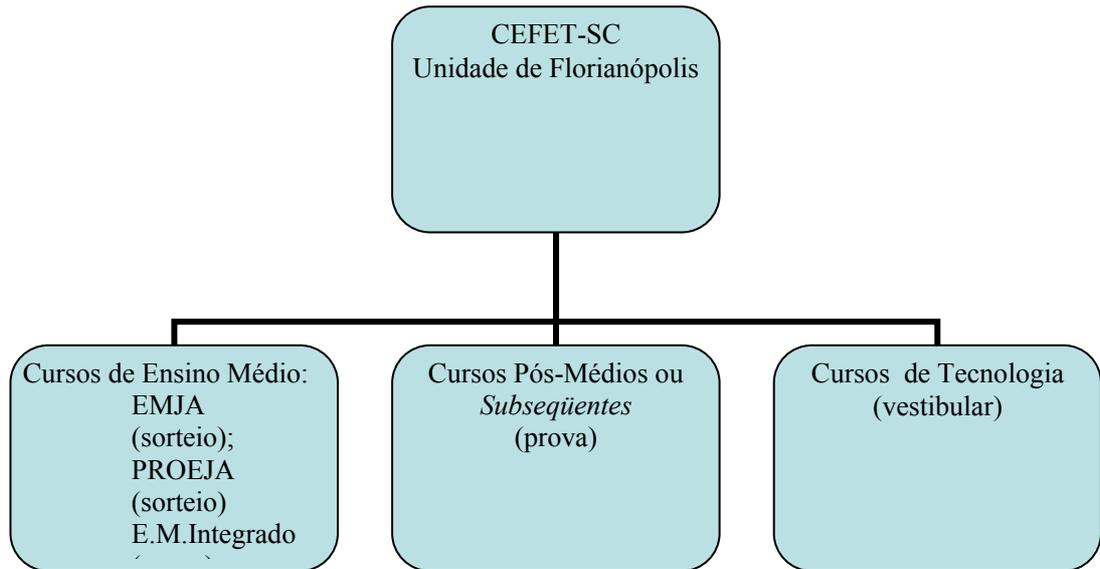 CEFET-SC
Unidade de Florianópolis
Cursos de Ensino Médio:
EMJA
(sorteio);
PROEJA
(sorteio)
E.M.Integrado
Cursos Pós-Médios ou
Subseqüentes
(prova)
Cursos de Tecnologia
(vestibular)